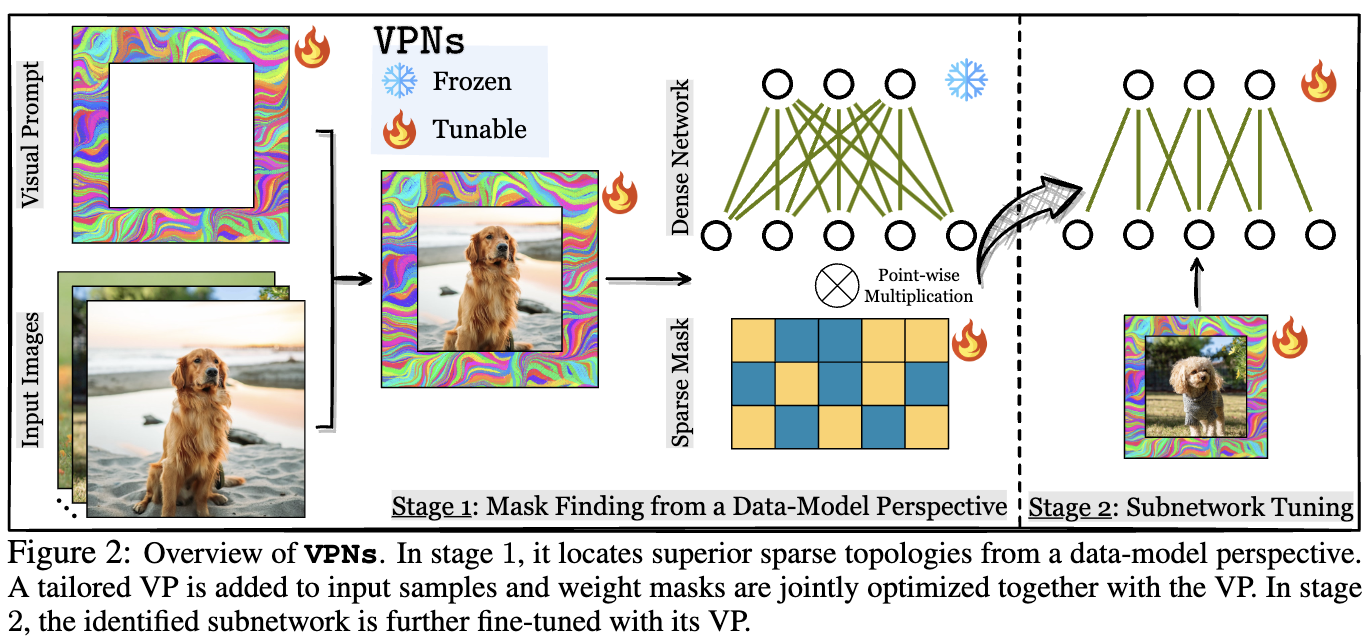 Visual Prompt
Input Images
VPNs
Frozen
Tunable
Dense Network
Point-wise
Multiplication
Sparse Mask
Stage 1: Mask Finding from a Data-Model Perspective
Stage 2: Subnetwork Tuning
Figure 2: Overview of VPNs. In stage 1, it locates superior sparse topologies from a data-model perspective.
A tailored VP is added to input samples and weight masks are jointly optimized together with the VP. In stage
2, the identified subnetwork is further fine-tuned with its VP.